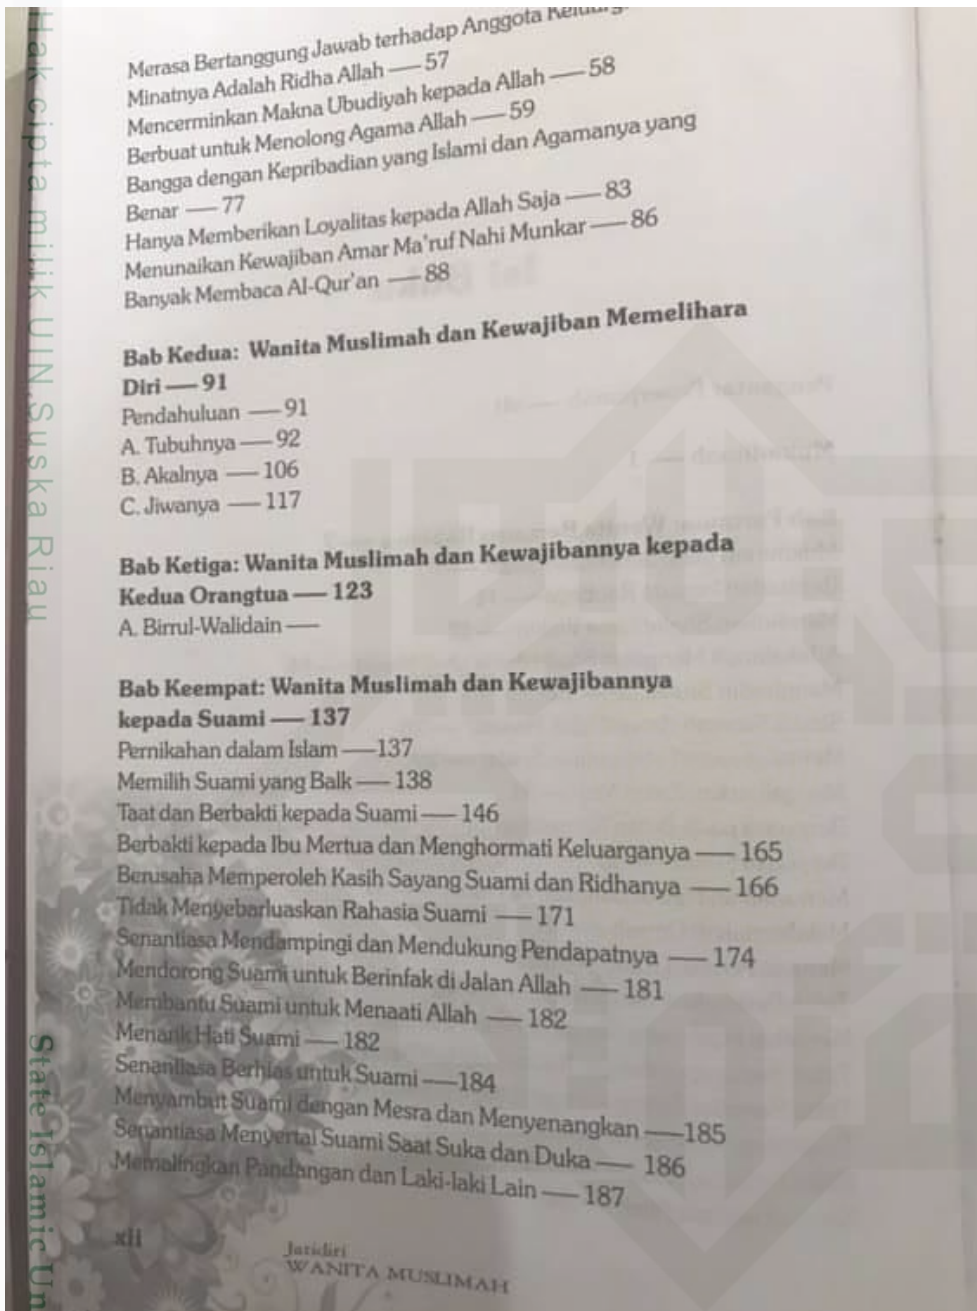 Merasa Bertanggung Jawab terhadap Anggota
Minatnya Adalah Ridha Allah — 57
Mencerminkan Makna Ubudiyah kepada Allah — 58
Berbuat untuk Menolong Agama Allah — 59
Bangga dengan Kepribadian yang Islami dan Agamanya yang
Benar — 77
Hanya Memberikan Loyalitas kepada Allah Saja — 83
Menunaikan Kewajiban Amar Ma'ruf Nahi Munkar — 86
Banyak Membaca Al-Qur'an — 88
Bab Kedua: Wanita Muslimah dan Kewajiban Memelihara
Diri — 91
Pendahuluan — 91
A. Tubuhnya — 92
B. Akalnya — 106
C. Jiwanya — 117
Bab Ketiga: Wanita Muslimah dan Kewajibannya kepada
Kedua Orangtua — 123
A. Birrul-Walidain —
Bab Keempat: Wanita Muslimah dan Kewajibannya
kepada Suami — 137
Pernikahan dalam Islam — 137
Memilih Suami yang Balk — 138
Taat dan Berbakti kepada Suami — 146
Berbakti kepada Ibu Mertua dan Menghormati Keluarganya — 165
Berusaha Memperoleh Kasih Sayang Suami dan Ridhanya — 166
Tidak Menyebarluaskan Rahasia Suami — 171
Senantiasa Mendampingi dan Mendukung Pendapatnya — 174
Mendorong Suami untuk Berinfak di Jalan Allah — 181
Membantu Suami untuk Menaati Allah — 182
Menarik Hati Suami — 182
Senantiasa Berhias untuk Suami — 184
Menyambut Suami dengan Mesra dan Menyenangkan — 185
Senantiasa Menyertai Suami Saat Suka dan Duka — 186
Memalingkan Pandangan dan Laki-laki Lain — 187
xii
Jatidiri
WANITA MUSLIMAH
Hak cipta milik UIN Suska Riau
State Islamic Un